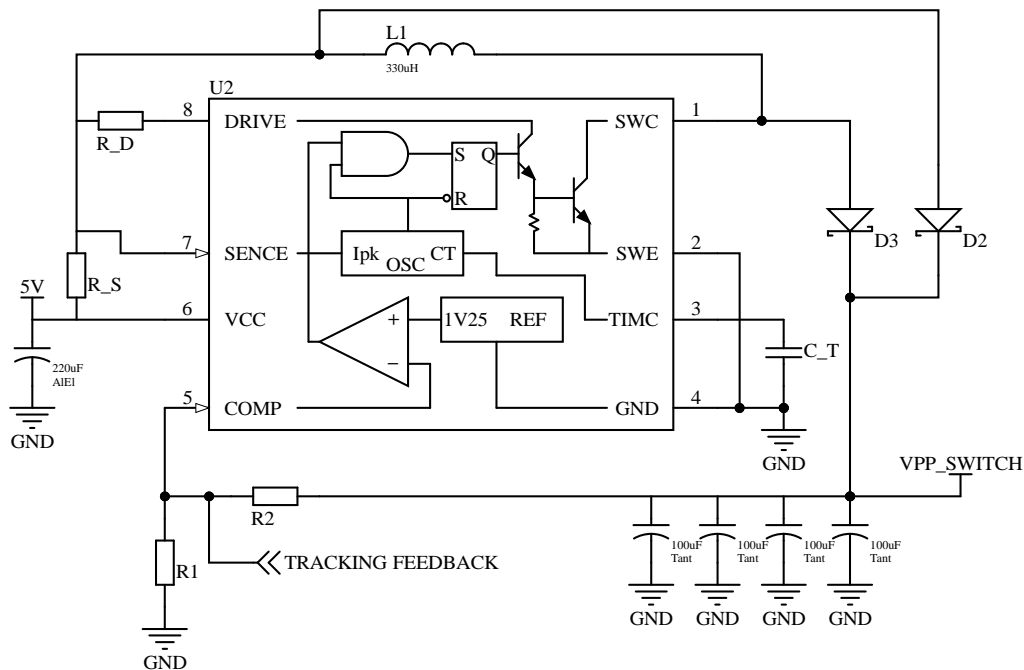 L1
330uH
U2
8
DRIVE
SWC
1
R_D
S
Q
R
7
SENCE
Ipk
OSC
CT
SWE
2
D3
D2
R_S
5V
6
VCC
+
1V25
REF
TIMC
3
−
C_T
220uF
AlEl
5
COMP
GND
4
GND
GND
VPP_SWITCH
R2
R1
TRACKING FEEDBACK
100uF
Tant
100uF
Tant
100uF
Tant
100uF
Tant
GND
GND
GND
GND
GND